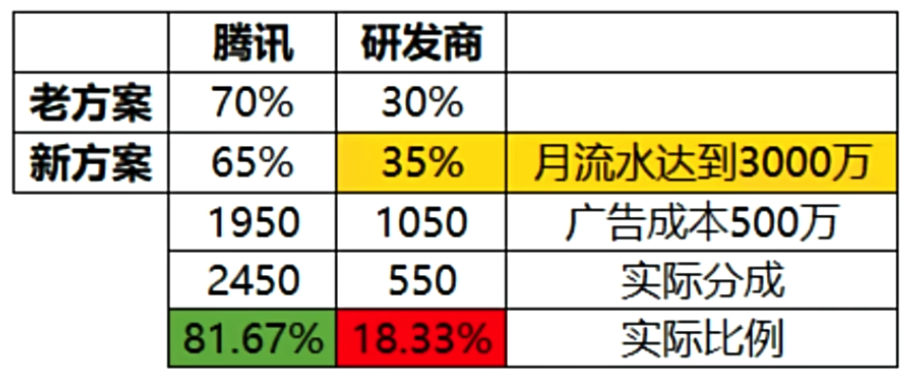 腾讯 研发商
老方案 70% 30%
新方案 65% 35% 月流水达到3000万
1950 1050 广告成本500万
2450 550 实际分成
81.67% 18.33% 实际比例